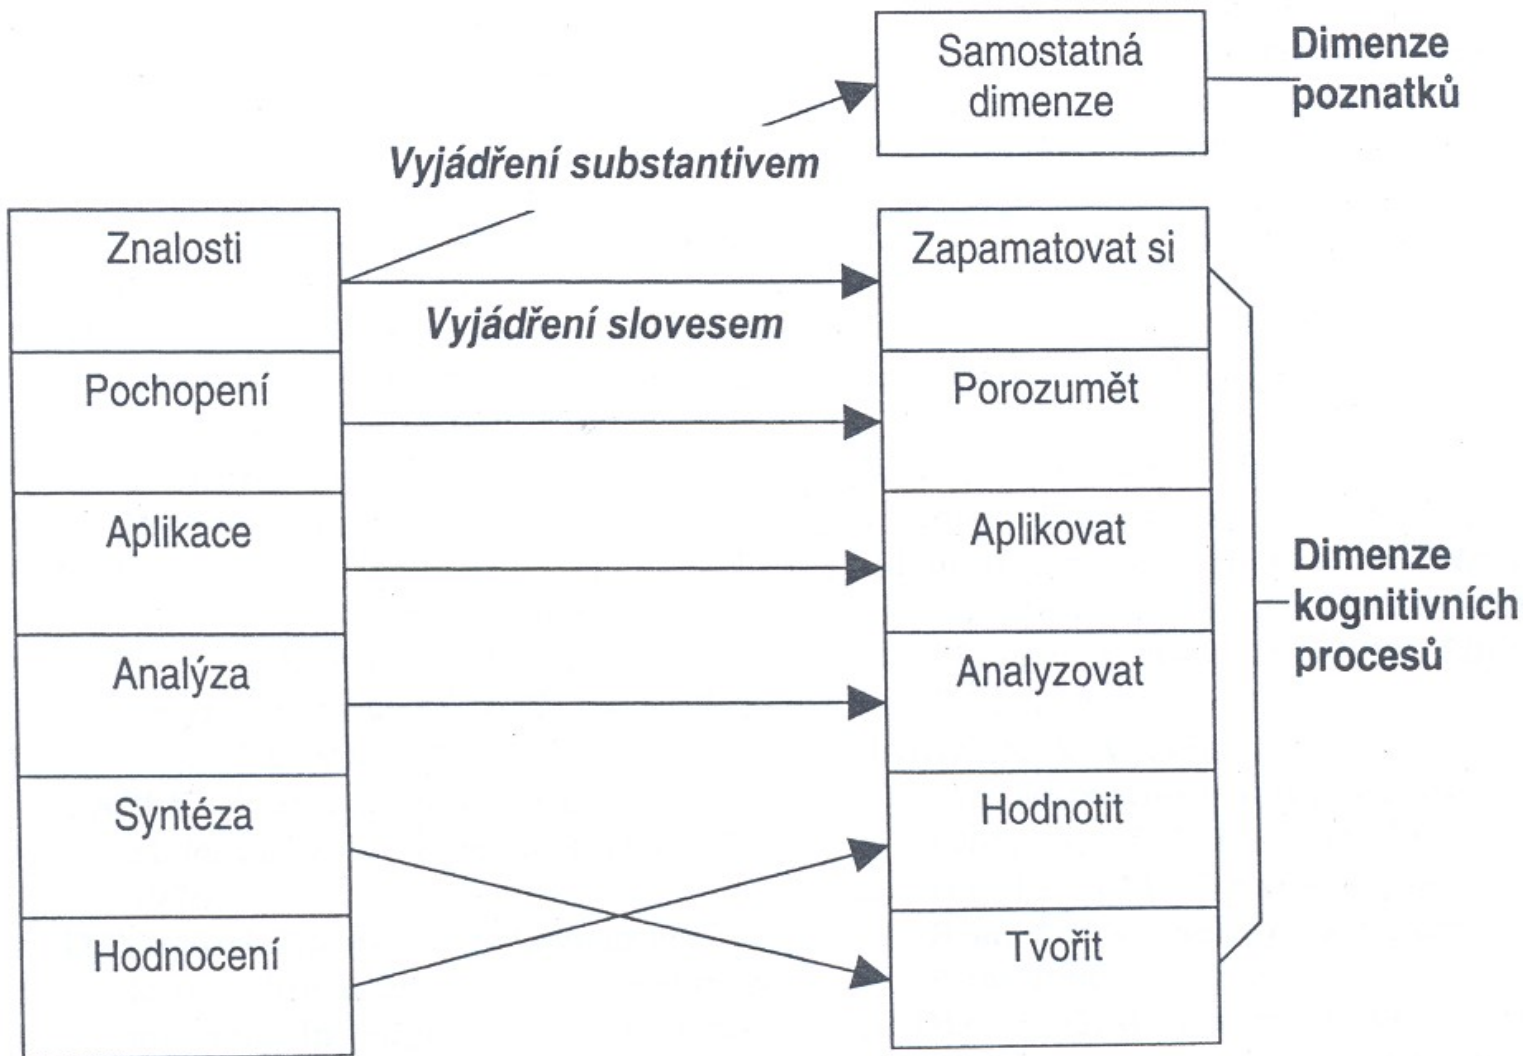 Samostatná
dimenze
Dimenze
poznatků
Vyjádření substantivem
Znalosti
Zapamatovat si
Vyjádření slovesem
Pochopení
Porozumět
Aplikace
Aplikovat
Dimenze
kognitivních
procesů
Analýza
Analyzovat
Syntéza
Hodnotit
Hodnocení
Tvořit